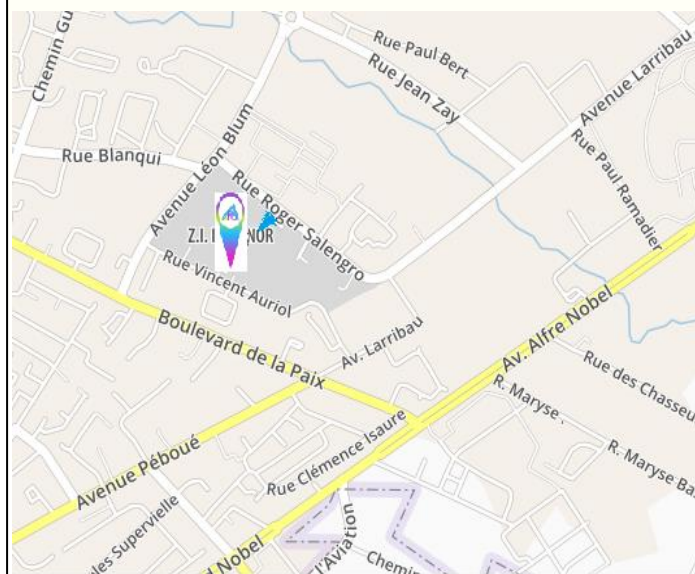 Chemin Gu
Rue Paul Bert
Rue Jean Zay
Avenue Larribau
Rue Blanqui
Avenue Léon Blum
Rue Roger Salengro
Rue Paul Ramadier
Z.I.
NOR
Rue Vincent Auriol
Boulevard de la Paix
Av. Larribau
Av. Alfre Nobel
Rue des Chasseu
R. Maryse .
R. Maryse Ba
Avenue Péboué
Rue Clémence Isaure
les Supervielle
d Nobel
l'Aviation
Chemin